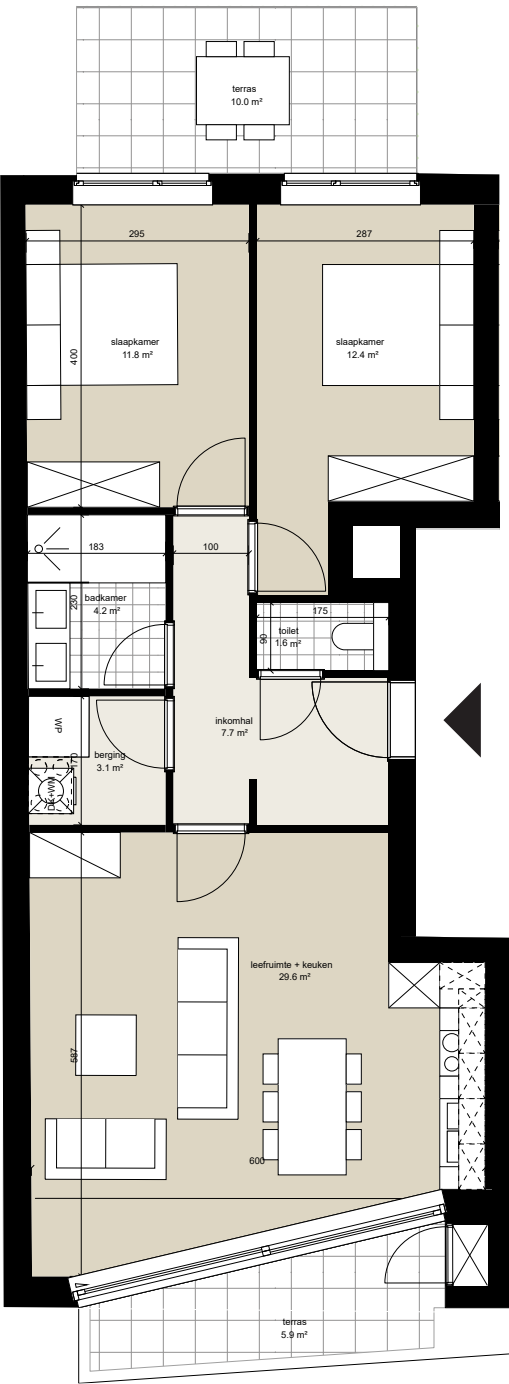 terras
10.0 m²
295
287
slaapkamer
11.8 m²
slaapkamer
12.4 m²
400
183
100
badkamer
4.2 m²
230
175
toilet
1.6 m²
90
inkomhal
7.7 m²
WP
berging
3.1 m²
170
DK+WM
leefruimte + keuken
29.6 m²
587
600
terras
5.9 m²